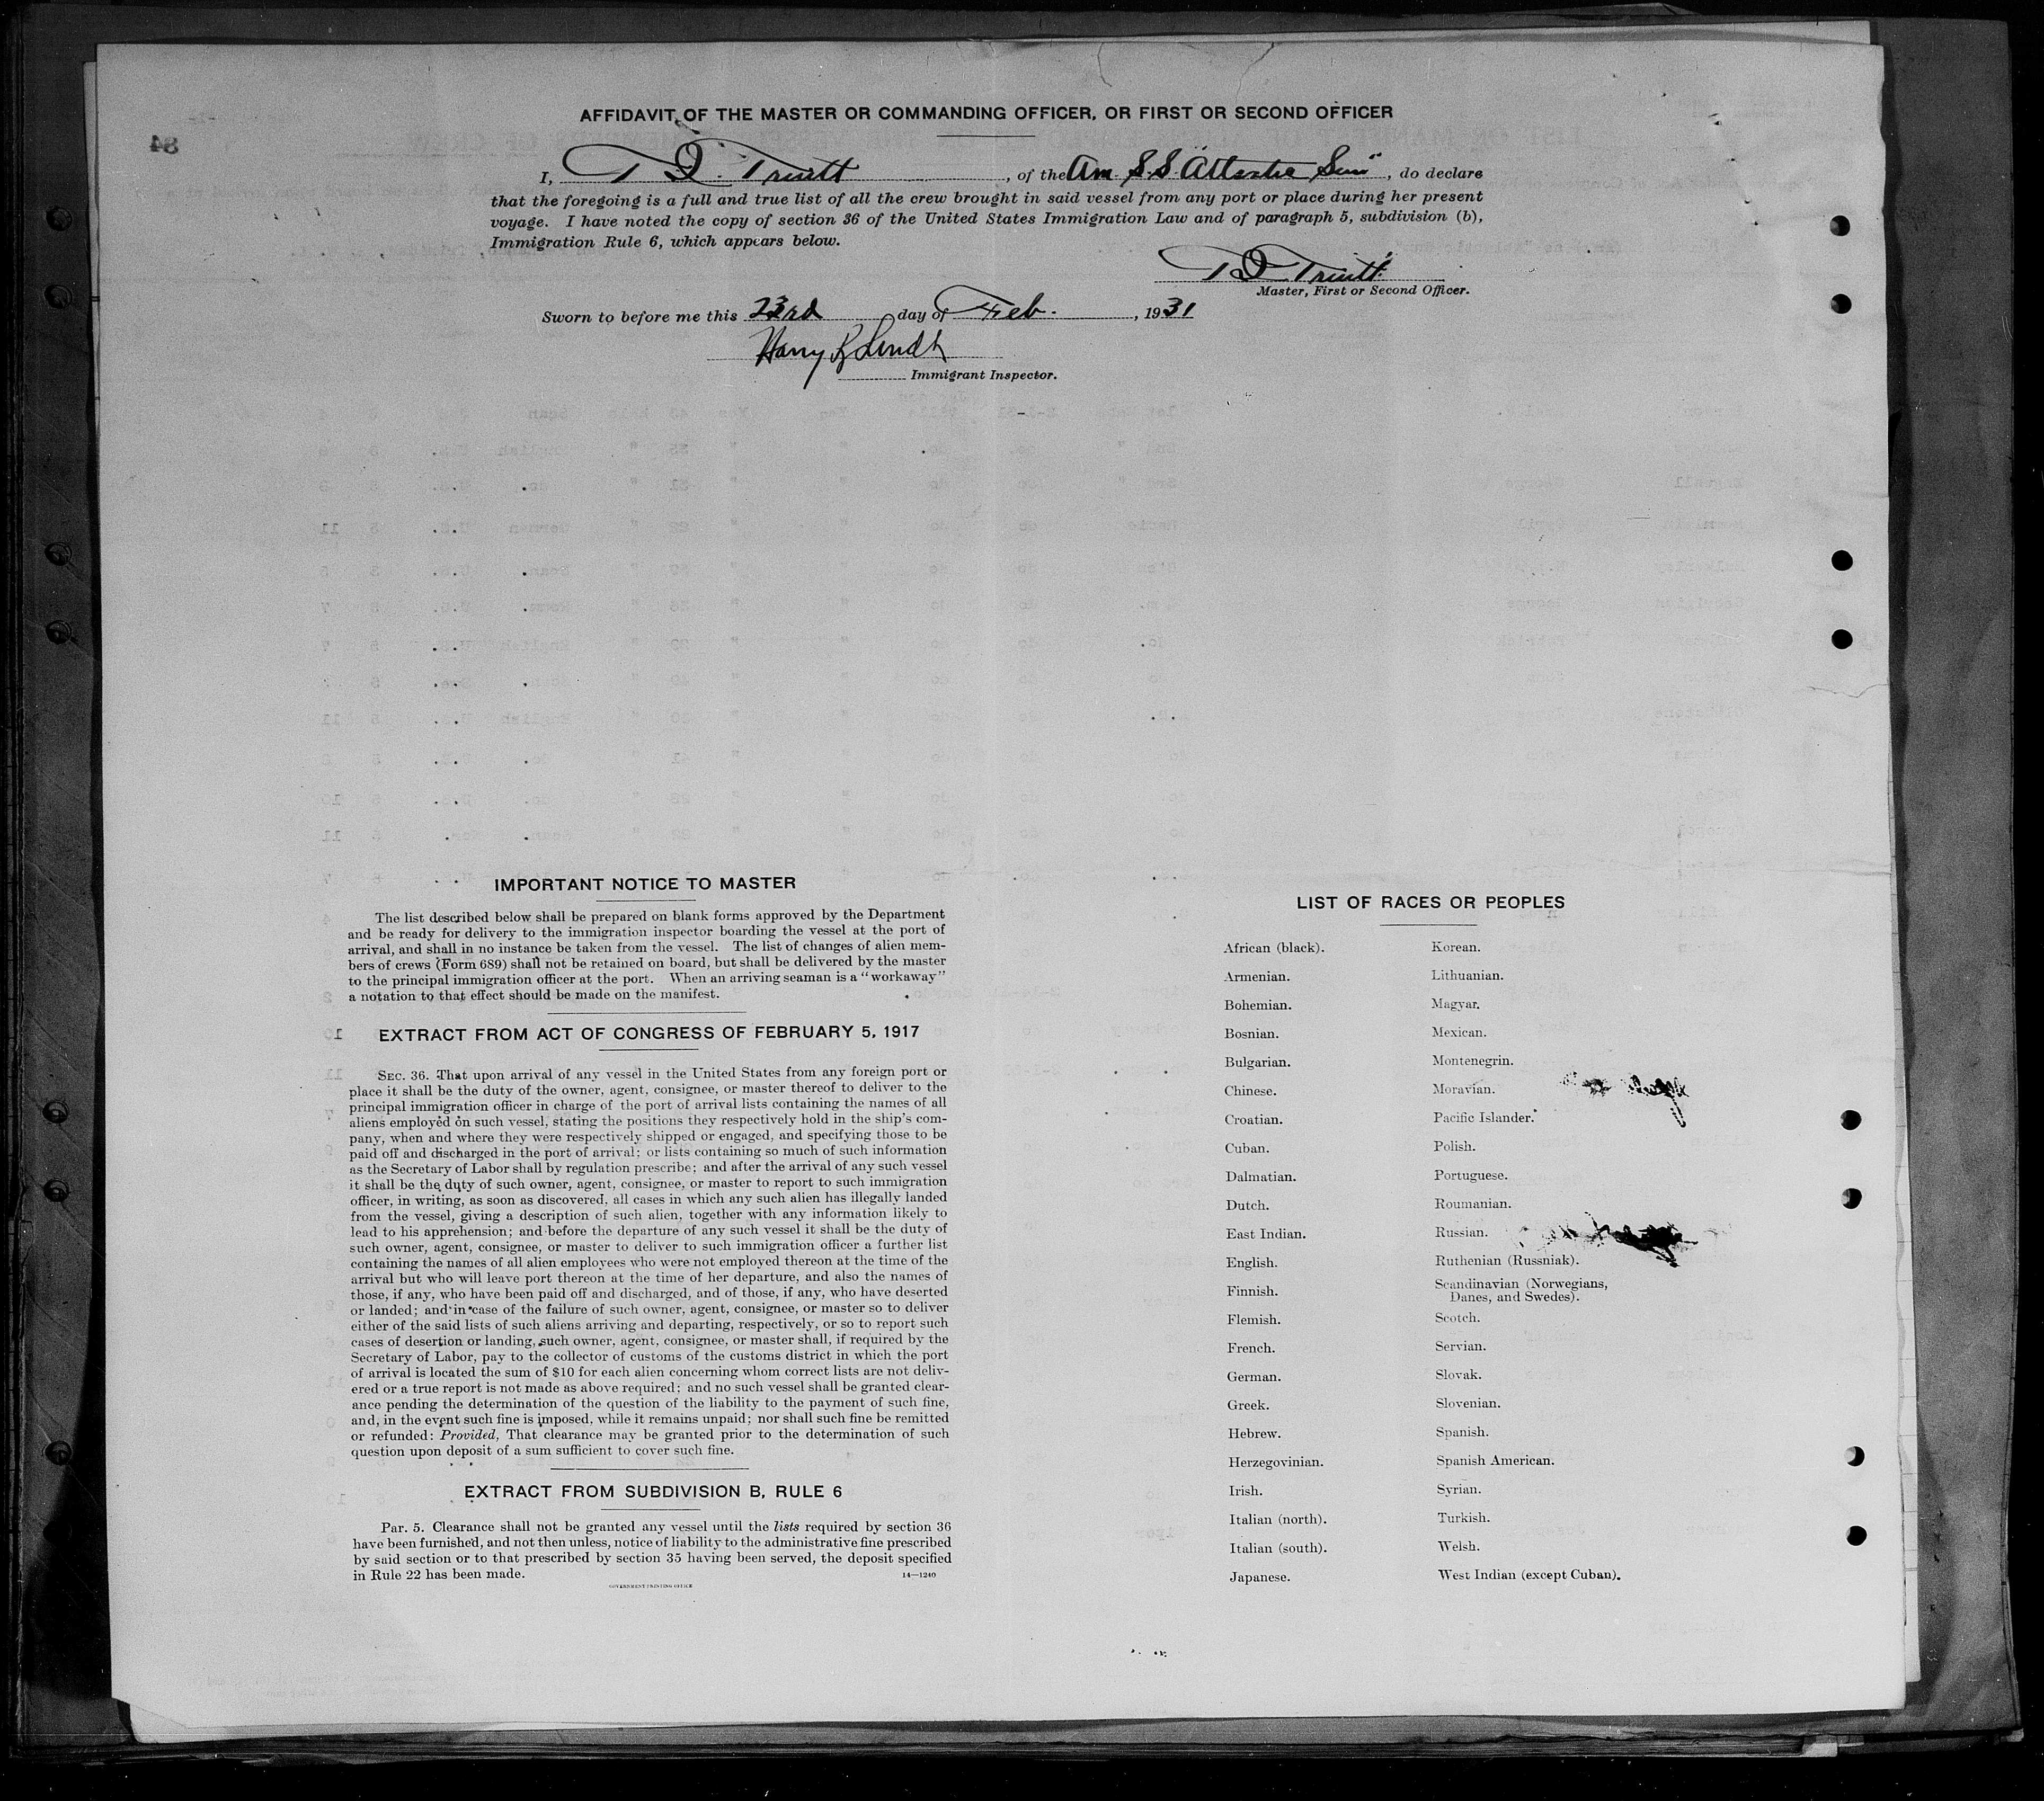 AFFIDAVIT OF THE MASTER OR COMMANDING OFFICER, OR FIRST OR SECOND OFFICER
84
I, T D. Truitt, of the Am. S.S. "Atlantic Sun", do declare
that the foregoing is a full and true list of all the crew brought in said vessel from any port or place during her present
voyage. I have noted the copy of section 36 of the United States Immigration Law and of paragraph 5, subdivision (b),
Immigration Rule 6, which appears below.
T D Truitt
Master, First or Second Officer.
Sworn to before me this 23rd day of Feb., 1931
Harry
Immigrant Inspector.
IMPORTANT NOTICE TO MASTER
The list described below shall be prepared on blank forms approved by the Department
and be ready for delivery to the immigration inspector boarding the vessel at the port of
arrival, and shall in no instance be taken from the vessel. The list of changes of alien mem-
bers of crews (Form 689) shall not be retained on board, but shall be delivered by the master
to the principal immigration officer at the port. When an arriving seaman is a "workaway"
a notation to that effect should be made on the manifest.
EXTRACT FROM ACT OF CONGRESS OF FEBRUARY 5, 1917
SEC. 36. That upon arrival of any vessel in the United States from any foreign port or
place it shall be the duty of the owner, agent, consignee, or master thereof to deliver to the
principal immigration officer in charge of the port of arrival lists containing the names of all
aliens employed on such vessel, stating the positions they respectively hold in the ship's com-
pany, when and where they were respectively shipped or engaged, and specifying those to be
paid off and discharged in the port of arrival; or lists containing so much of such information
as the Secretary of Labor shall by regulation prescribe; and after the arrival of any such vessel
it shall be the duty of such owner, agent, consignee, or master to report to such immigration
officer, in writing, as soon as discovered, all cases in which any such alien has illegally landed
from the vessel, giving a description of such alien, together with any information likely to
lead to his apprehension; and before the departure of any such vessel it shall be the duty of
such owner, agent, consignee, or master to deliver to such immigration officer a further list
containing the names of all alien employees who were not employed thereon at the time of the
arrival but who will leave port thereon at the time of her departure, and also the names of
those, if any, who have been paid off and discharged, and of those, if any, who have deserted
or landed; and in case of the failure of such owner, agent, consignee, or master so to deliver
either of the said lists of such aliens arriving and departing, respectively, or so to report such
cases of desertion or landing, such owner, agent, consignee, or master shall, if required by the
Secretary of Labor, pay to the collector of customs of the customs district in which the port
of arrival is located the sum of $10 for each alien concerning whom correct lists are not deliv-
ered or a true report is not made as above required; and no such vessel shall be granted clear-
ance pending the determination of the question of the liability to the payment of such fine,
and, in the event such fine is imposed, while it remains unpaid; nor shall such fine be remitted
or refunded: Provided, That clearance may be granted prior to the determination of such
question upon deposit of a sum sufficient to cover such fine.
EXTRACT FROM SUBDIVISION B, RULE 6
Par. 5. Clearance shall not be granted any vessel until the lists required by section 36
have been furnished, and not then unless, notice of liability to the administrative fine prescribed
by said section or to that prescribed by section 35 having been served, the deposit specified
in Rule 22 has been made.
14—1240
GOVERNMENT PRINTING OFFICE
LIST OF RACES OR PEOPLES
African (black).
Armenian.
Bohemian.
Bosnian.
Bulgarian.
Chinese.
Croatian.
Cuban.
Dalmatian.
Dutch.
East Indian.
English.
Finnish.
Flemish.
French.
German.
Greek.
Hebrew.
Herzegovinian.
Irish.
Italian (north).
Italian (south).
Japanese.
Korean.
Lithuanian.
Magyar.
Mexican.
Montenegrin.
Moravian.
Pacific Islander.
Polish.
Portuguese.
Roumanian.
Russian.
Ruthenian (Russniak).
Scandinavian (Norwegians,
Danes, and Swedes).
Scotch.
Servian.
Slovak.
Slovenian.
Spanish.
Spanish American.
Syrian.
Turkish.
Welsh.
West Indian (except Cuban).